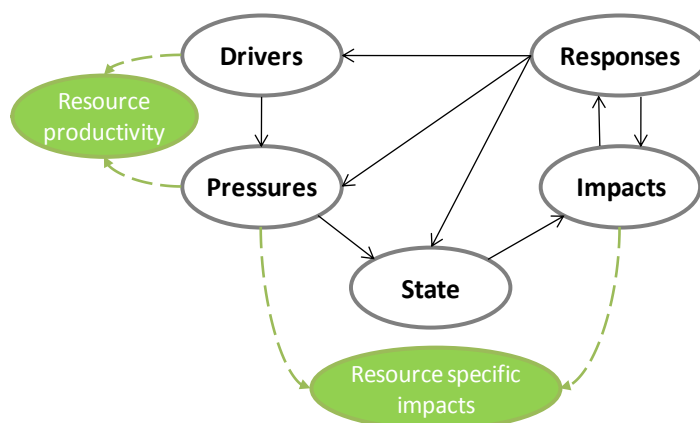 Drivers
Responses
Resource
productivity
Pressures
Impacts
State
Resource specific
impacts